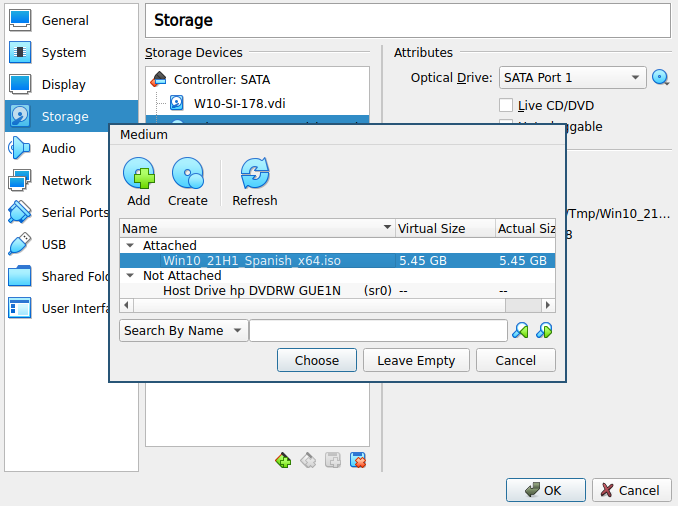 General
System
Display
Storage
Audio
Network
Serial Ports
USB
Shared Fol
User Interfa
Storage
Storage Devices
Controller: SATA
W10-SI-178.vdi
Attributes
Optical Drive: SATA Port 1
Live CD/DVD
ggable
/Tmp/Win10_21...
8
Medium
Add
Create
Refresh
Name Virtual Size Actual Siz
Attached
Win10_21H1_Spanish_x64.iso 5.45 GB 5.45 GB
Not Attached
Host Drive hp DVDRW GUE1N (sr0) -- --
Search By Name
Choose
Leave Empty
Cancel
OK
Cancel